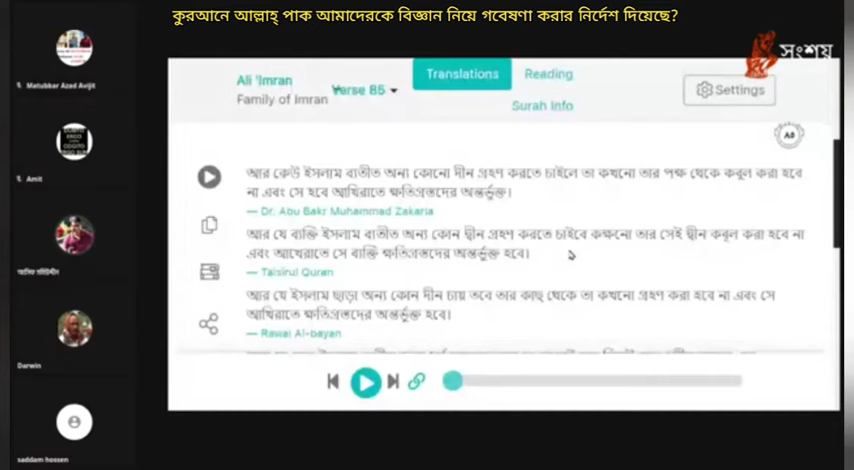 কুরআনে আল্লাহ্ পাক আমাদেরকে বিজ্ঞান নিয়ে গবেষণা করার নির্দেশ দিয়েছে?
সংশয়
Matubbar Azad Avijit
Amit
Darwin
saddam hossen
Ali 'Imran
Family of Imran
Verse 85
Translations
Reading
Surah Info
Settings
আর কেউ ইসলাম ব্যতীত অন্য কোনো দীন গ্রহণ করতে চাইলে তা কখনো তার পক্ষ থেকে কবুল করা হবে
না এবং সে হবে আখিরাতে ক্ষতিগ্রস্তদের অন্তর্ভুক্ত।
— Dr. Abu Bakr Muhammad Zakaria
আর যে ব্যক্তি ইসলাম ব্যতীত অন্য কোন দ্বীন গ্রহণ করতে চাইবে কক্ষনো তার সেই দ্বীন কবূল করা হবে না
এবং আখেরাতে সে ব্যক্তি ক্ষতিগ্রস্তদের অন্তর্ভুক্ত হবে।
— Taisirul Quran
আর যে ইসলাম ছাড়া অন্য কোন দীন চায় তবে তার কাছ থেকে তা কখনো গ্রহণ করা হবে না এবং সে
আখিরাতে ক্ষতিগ্রস্তদের অন্তর্ভুক্ত হবে।
— Rawai Al-bayan